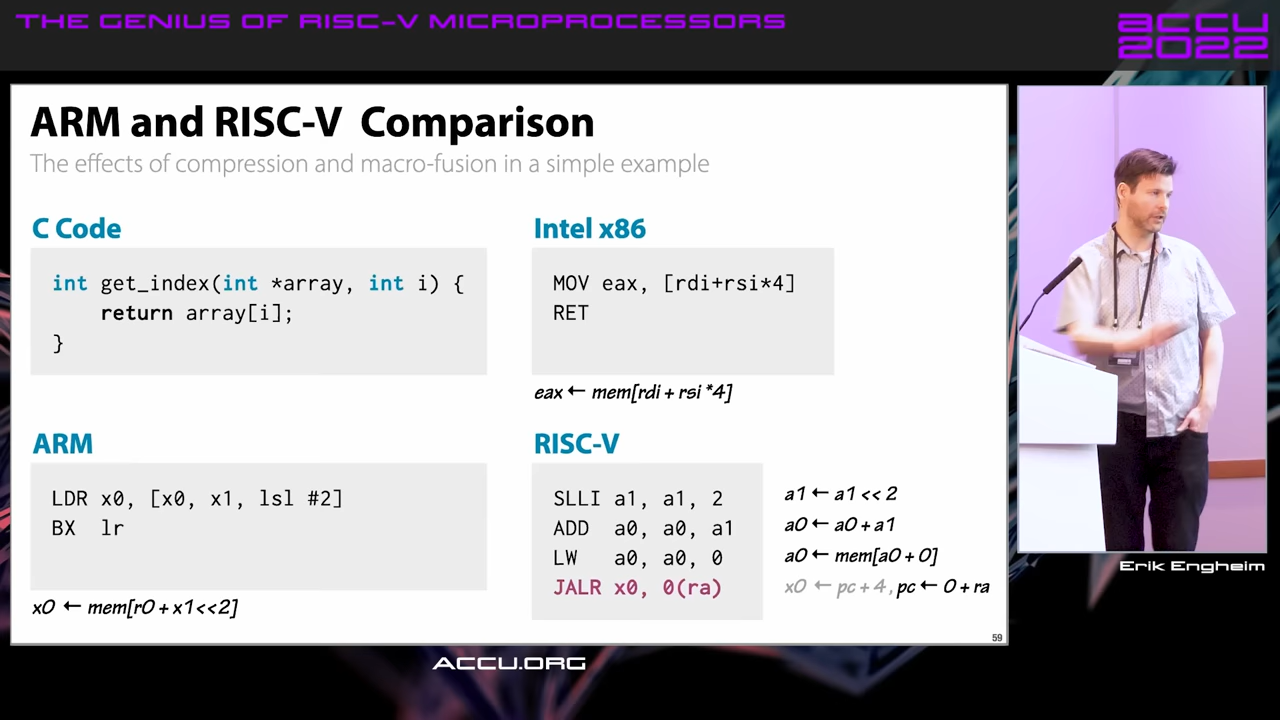 THE GENIUS OF RISC-V MICROPROCESSORS
ACCU
2022
ARM and RISC-V Comparison
The effects of compression and macro-fusion in a simple example
C Code
int get_index(int *array, int i) {
return array[i];
}
Intel x86
MOV eax, [rdi+rsi*4]
RET
eax ← mem[rdi + rsi *4]
ARM
LDR x0, [x0, x1, lsl #2]
BX lr
x0 ← mem[r0 + x1<<2]
RISC-V
SLLI a1, a1, 2
ADD a0, a0, a1
LW a0, a0, 0
JALR x0, 0(ra)
a1 ← a1 << 2
a0 ← a0 + a1
a0 ← mem[a0 + 0]
x0 ← pc + 4 , pc ← 0 + ra
59
Erik Engheim
ACCU.ORG